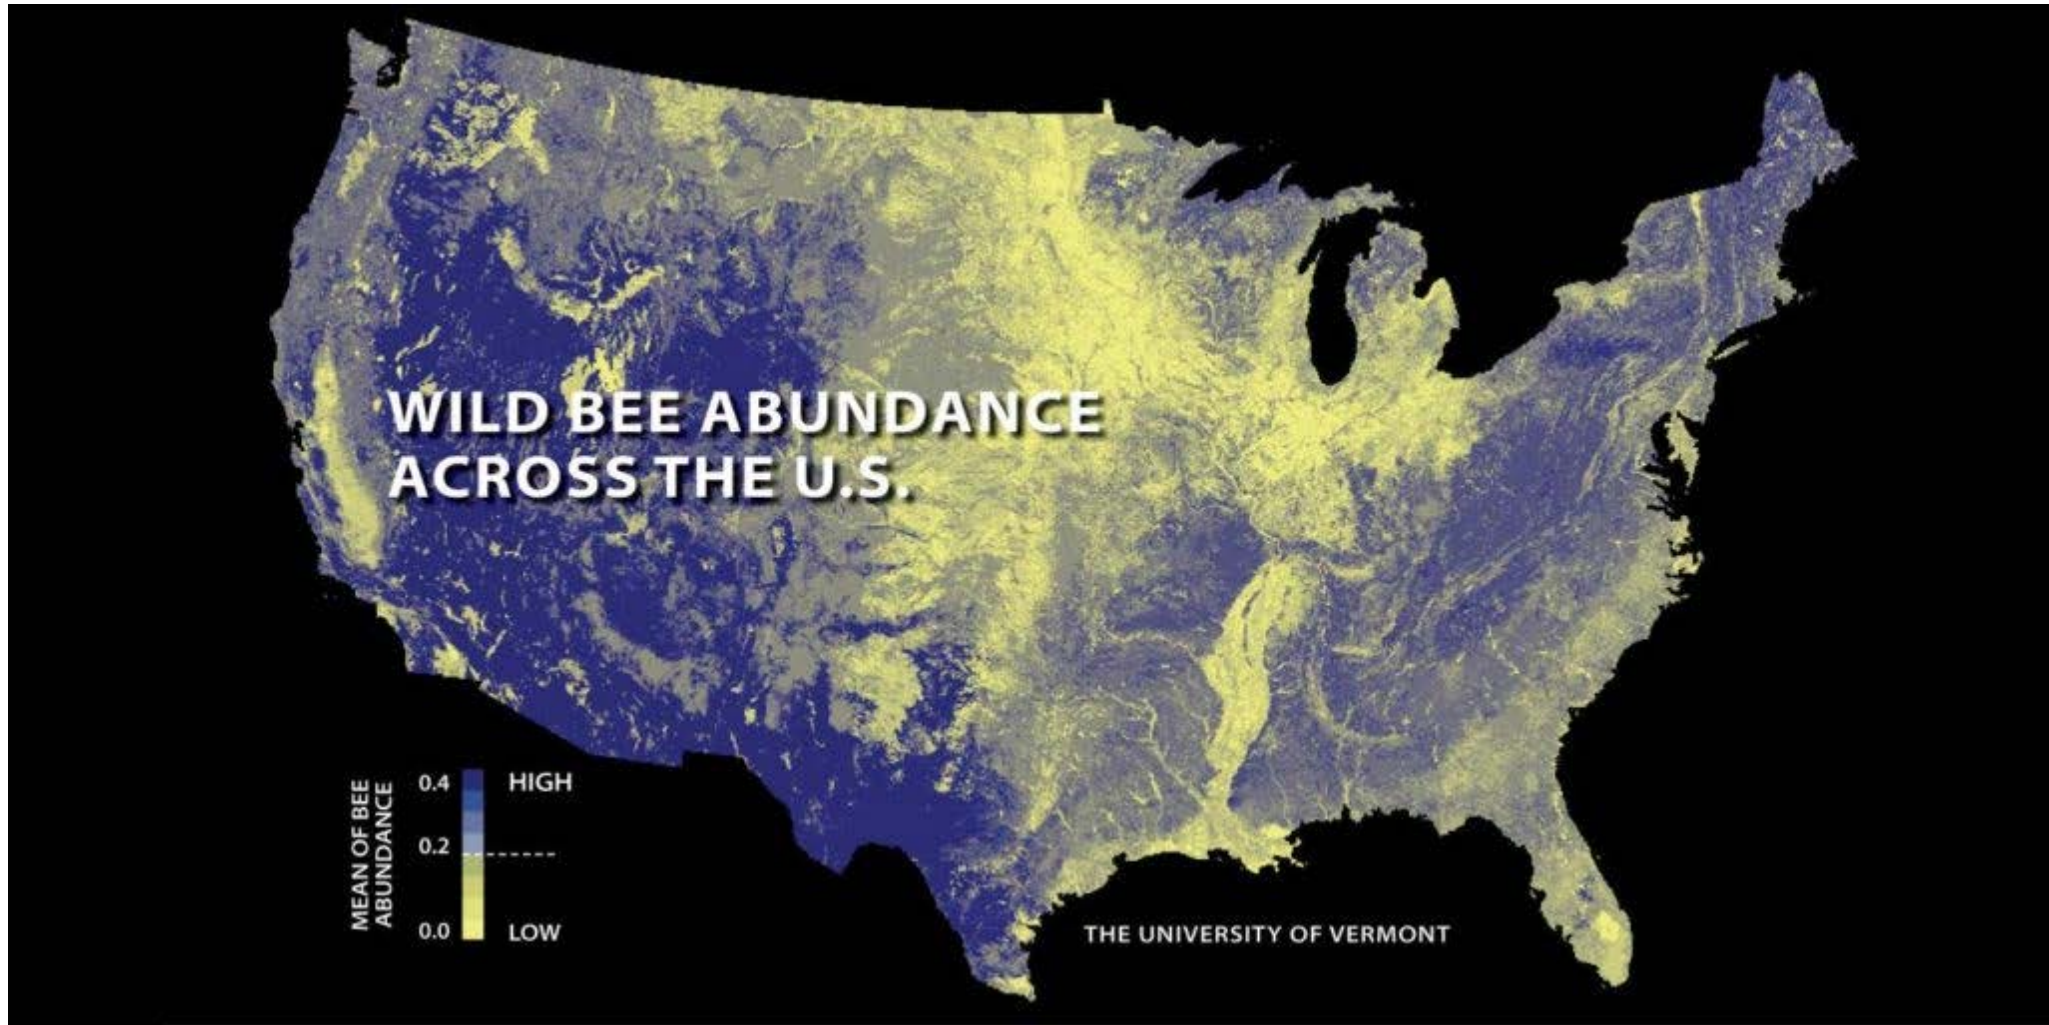 WILD BEE ABUNDANCE
ACROSS THE U.S.
MEAN OF BEE
ABUNDANCE
0.4
HIGH
0.2
0.0
LOW
THE UNIVERSITY OF VERMONT